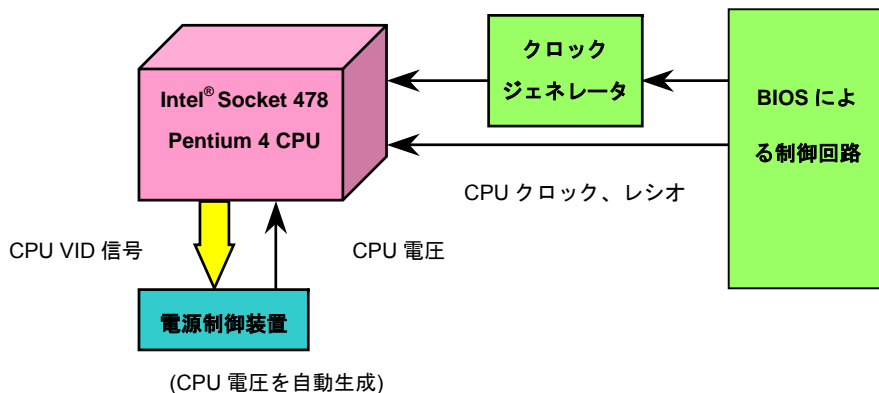 クロック
ジェネレータ
Intel® Socket 478
Pentium 4 CPU
BIOS によ
る制御回路
CPU クロック、レシオ
CPU VID 信号
CPU 電圧
電源制御装置
(CPU 電圧を自動生成)